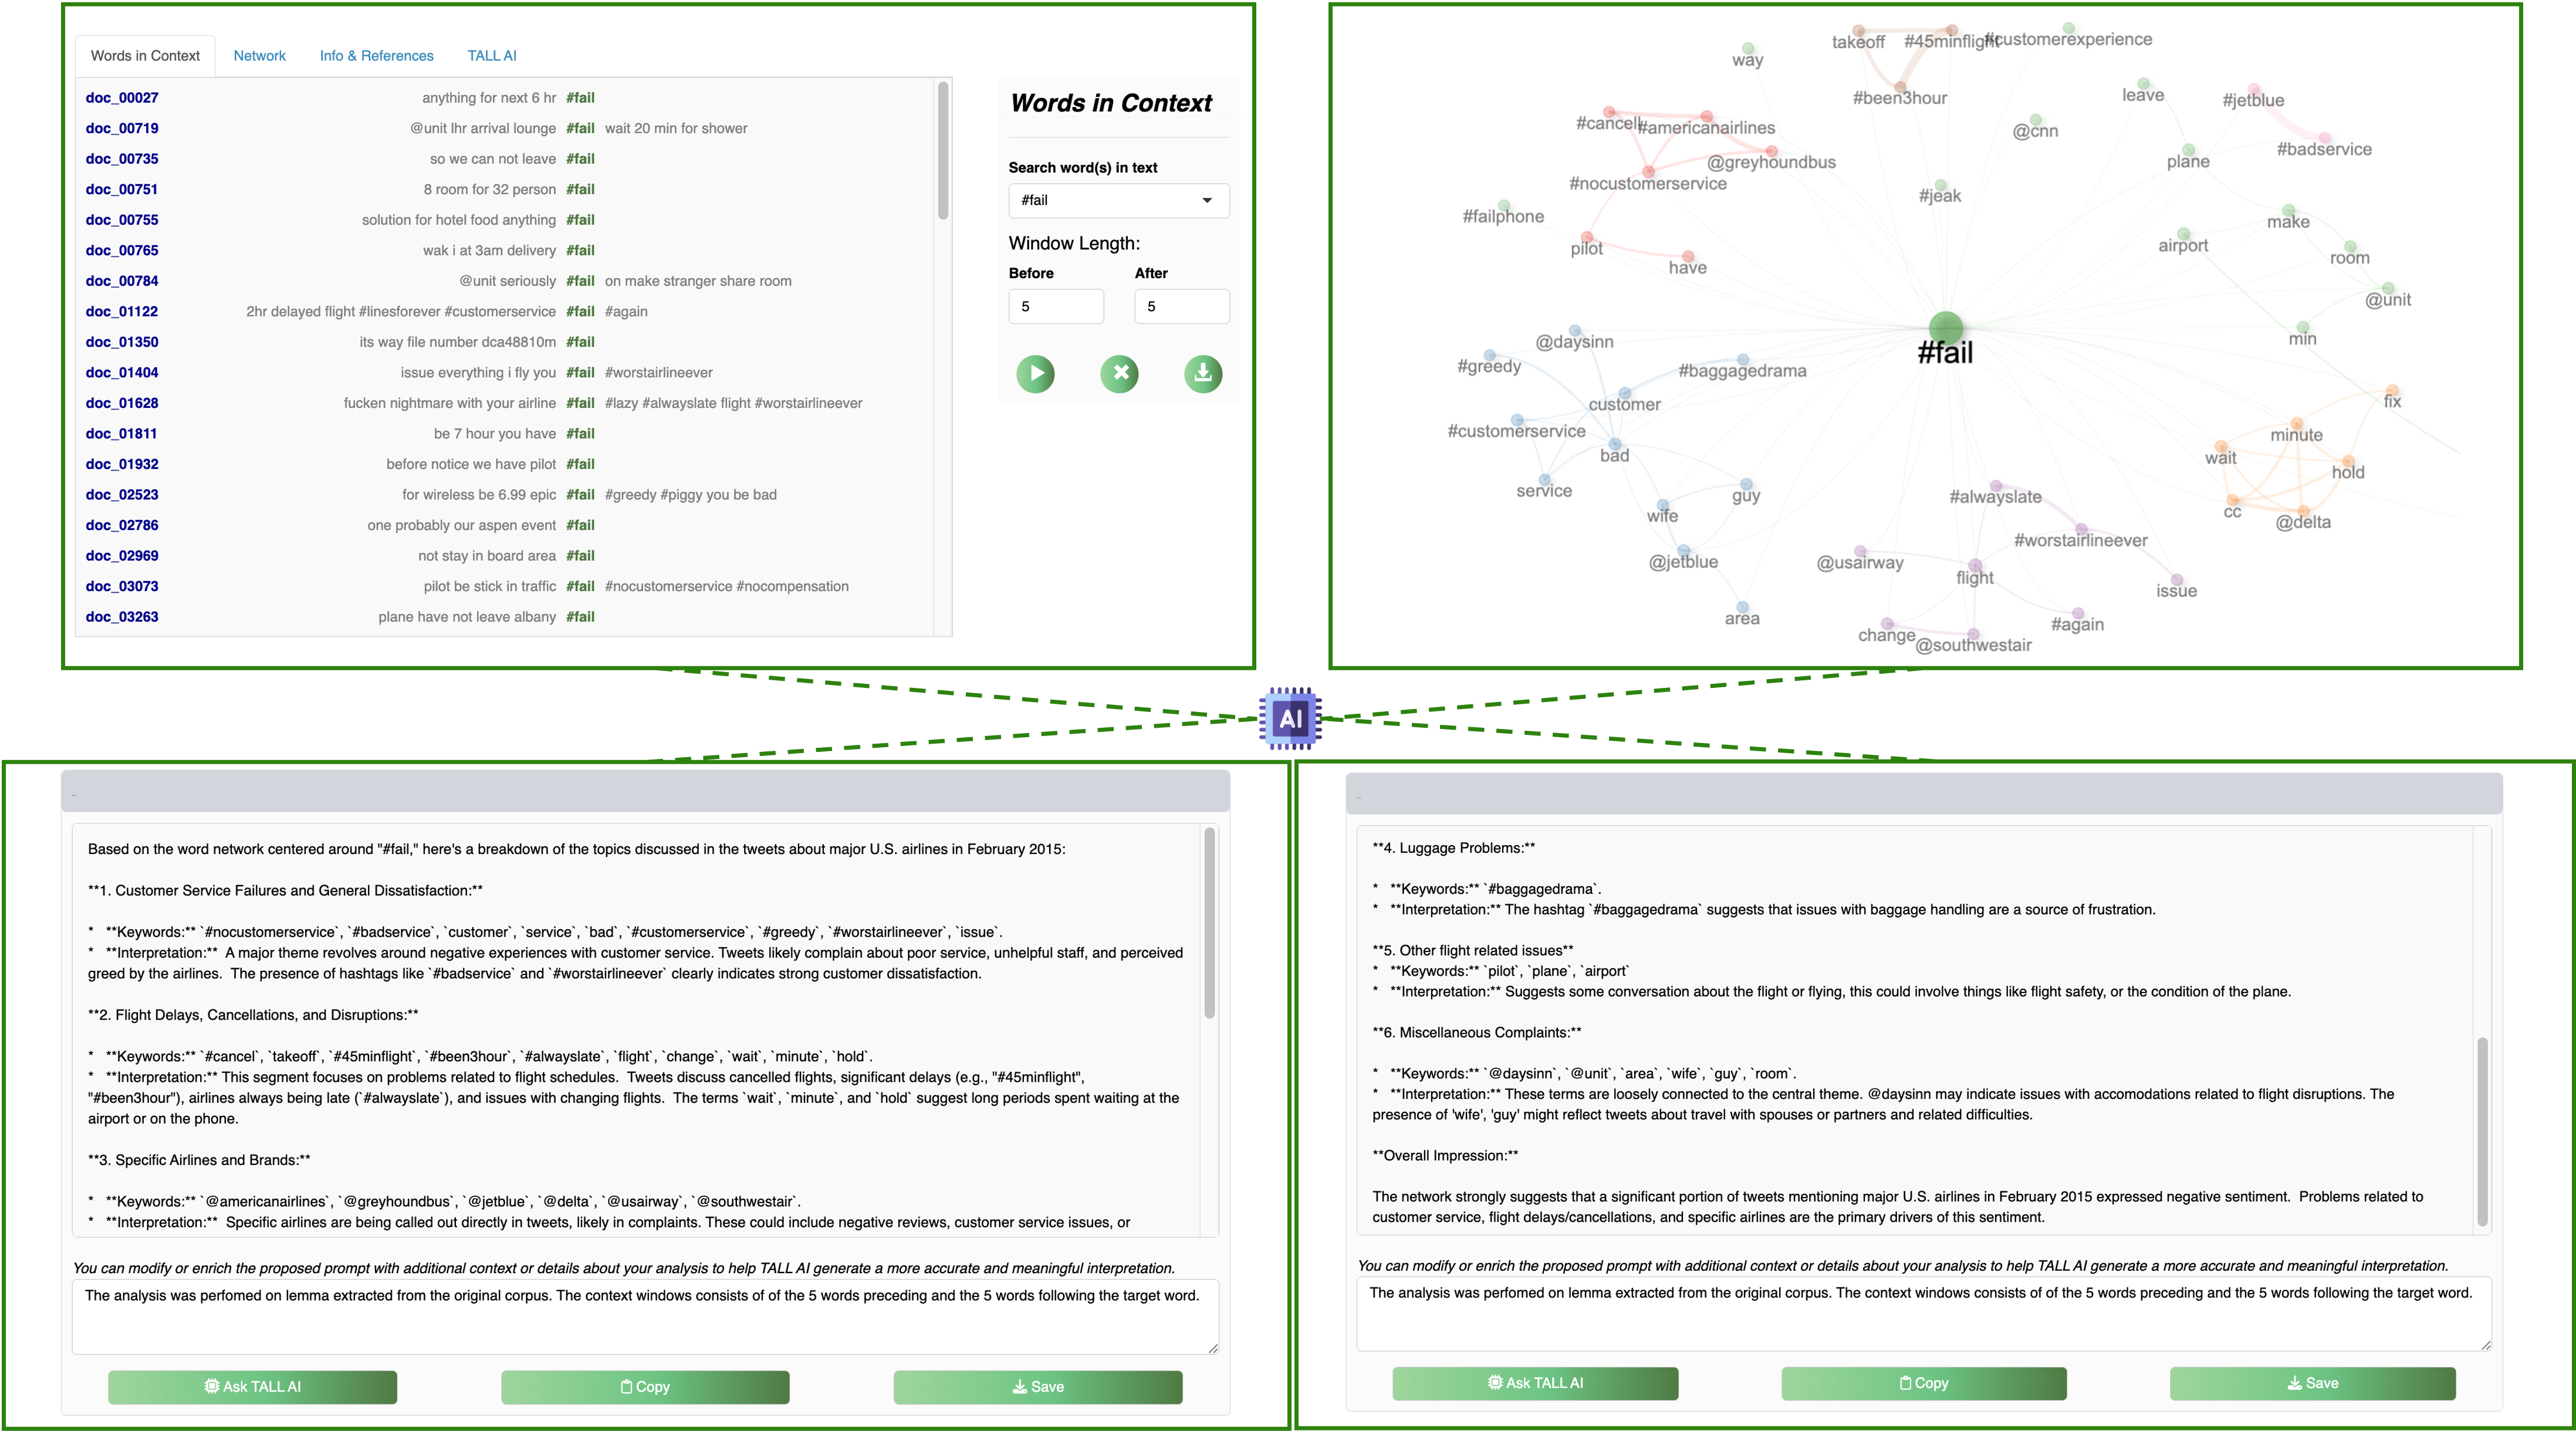 Words in Context Network Info & References TALL AI
doc_00027 anything for next 6 hr #fail
doc_00719 @unit lhr arrival lounge #fail wait 20 min for shower
doc_00735 so we can not leave #fail
doc_00751 8 room for 32 person #fail
doc_00755 solution for hotel food anything #fail
doc_00765 wak i at 3am delivery #fail
doc_00784 @unit seriously #fail on make stranger share room
doc_01122 2hr delayed flight #linesforever #customerservice #fail #again
doc_01350 its way file number dca48810m #fail
doc_01404 issue everything i fly you #fail #worstairlineever
doc_01628 fucken nightmare with your airline #fail #lazy #alwayslate flight #worstairlineever
doc_01811 be 7 hour you have #fail
doc_01932 before notice we have pilot #fail
doc_02523 for wireless be 6.99 epic #fail #greedy #piggy you be bad
doc_02786 one probably our aspen event #fail
doc_02969 not stay in board area #fail
doc_03073 pilot be stick in traffic #fail #nocustomerservice #nocompensation
doc_03263 plane have not leave albany #fail
Words in Context
Search word(s) in text
#fail
Window Length:
Before After
5 5
takeoff #45minflight #customerexperience
way
#been3hour
leave
#jetblue
#cancell #americanairlines
@cnn
#badservice
@greyhoundbus
plane
#nocustomerservice
#jeak
#failphone
make
pilot
airport
have
room
@unit
min
@daysinn
#fail
#greedy
#baggagedrama
customer
fix
#customerservice
minute
bad
wait
hold
service
guy
#alwayslate
wife
cc
@delta
#worstairlineever
@jetblue
@usairway
flight
issue
area
#again
change @southwestair
AI
Based on the word network centered around "#fail," here's a breakdown of the topics discussed in the tweets about major U.S. airlines in February 2015:
**1. Customer Service Failures and General Dissatisfaction:**
* **Keywords:** `#nocustomerservice`, `#badservice`, `customer`, `service`, `bad`, `#customerservice`, `#greedy`, `#worstairlineever`, `issue`.
* **Interpretation:** A major theme revolves around negative experiences with customer service. Tweets likely complain about poor service, unhelpful staff, and perceived
greed by the airlines. The presence of hashtags like `#badservice` and `#worstairlineever` clearly indicates strong customer dissatisfaction.
**2. Flight Delays, Cancellations, and Disruptions:**
* **Keywords:** `#cancel`, `takeoff`, `#45minflight`, `#been3hour`, `#alwayslate`, `flight`, `change`, `wait`, `minute`, `hold`.
* **Interpretation:** This segment focuses on problems related to flight schedules. Tweets discuss cancelled flights, significant delays (e.g., "#45minflight",
"#been3hour"), airlines always being late (`#alwayslate`), and issues with changing flights. The terms `wait`, `minute`, and `hold` suggest long periods spent waiting at the
airport or on the phone.
**3. Specific Airlines and Brands:**
* **Keywords:** `@americanairlines`, `@greyhoundbus`, `@jetblue`, `@delta`, `@usairway`, `@southwestair`.
* **Interpretation:** Specific airlines are being called out directly in tweets, likely in complaints. These could include negative reviews, customer service issues, or
You can modify or enrich the proposed prompt with additional context or details about your analysis to help TALL AI generate a more accurate and meaningful interpretation.
The analysis was perfomed on lemma extracted from the original corpus. The context windows consists of of the 5 words preceding and the 5 words following the target word.
Ask TALL AI Copy Save
**4. Luggage Problems:**
* **Keywords:** `#baggagedrama`.
* **Interpretation:** The hashtag `#baggagedrama` suggests that issues with baggage handling are a source of frustration.
**5. Other flight related issues**
* **Keywords:** `pilot`, `plane`, `airport`
* **Interpretation:** Suggests some conversation about the flight or flying, this could involve things like flight safety, or the condition of the plane.
**6. Miscellaneous Complaints:**
* **Keywords:** `@daysinn`, `@unit`, `area`, `wife`, `guy`, `room`.
* **Interpretation:** These terms are loosely connected to the central theme. @daysinn may indicate issues with accomodations related to flight disruptions. The
presence of 'wife', 'guy' might reflect tweets about travel with spouses or partners and related difficulties.
**Overall Impression:**
The network strongly suggests that a significant portion of tweets mentioning major U.S. airlines in February 2015 expressed negative sentiment. Problems related to
customer service, flight delays/cancellations, and specific airlines are the primary drivers of this sentiment.
You can modify or enrich the proposed prompt with additional context or details about your analysis to help TALL AI generate a more accurate and meaningful interpretation.
The analysis was perfomed on lemma extracted from the original corpus. The context windows consists of of the 5 words preceding and the 5 words following the target word.
Ask TALL AI Copy Save